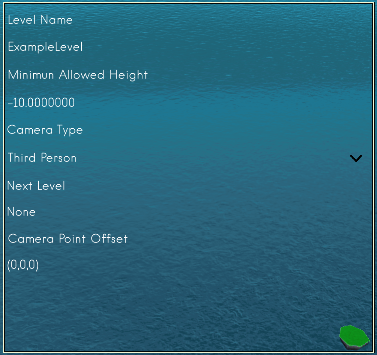 Level Name
ExampleLevel
Minimun Allowed Height
-10.0000000
Camera Type
Third Person
Next Level
None
Camera Point Offset
(0,0,0)